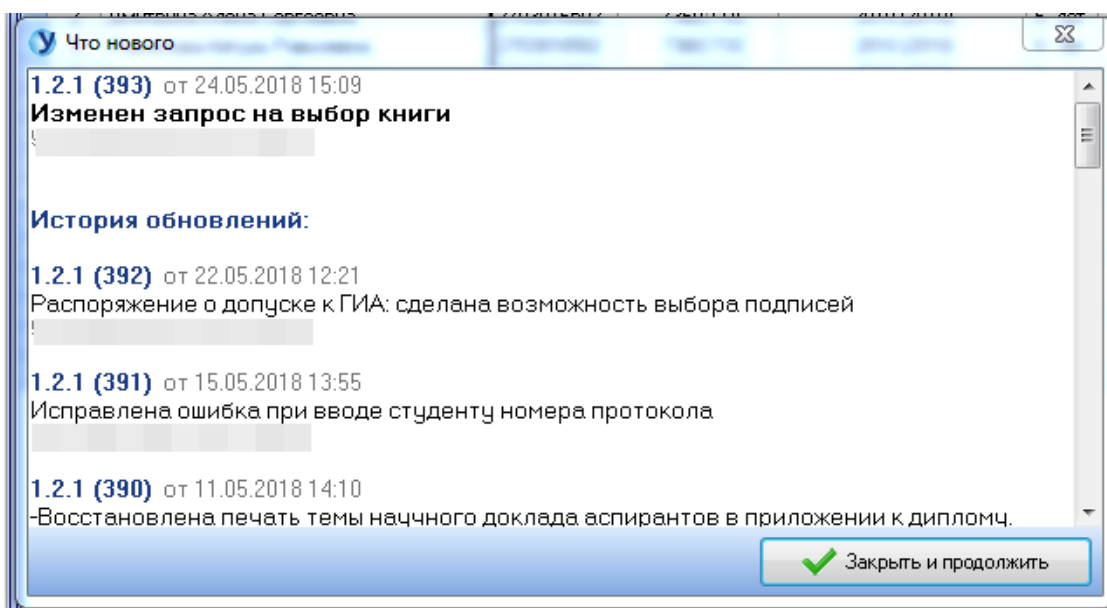 Что нового
1.2.1 (393) от 24.05.2018 15:09
Изменен запрос на выбор книги
История обновлений:
1.2.1 (392) от 22.05.2018 12:21
Распоряжение о допуске к ГИА: сделана возможность выбора подписей
1.2.1 (391) от 15.05.2018 13:55
Исправлена ошибка при вводе студенту номера протокола
1.2.1 (390) от 11.05.2018 14:10
-Восстановлена печать темы научного доклада аспирантов в приложении к диплому.
Закрыть и продолжить